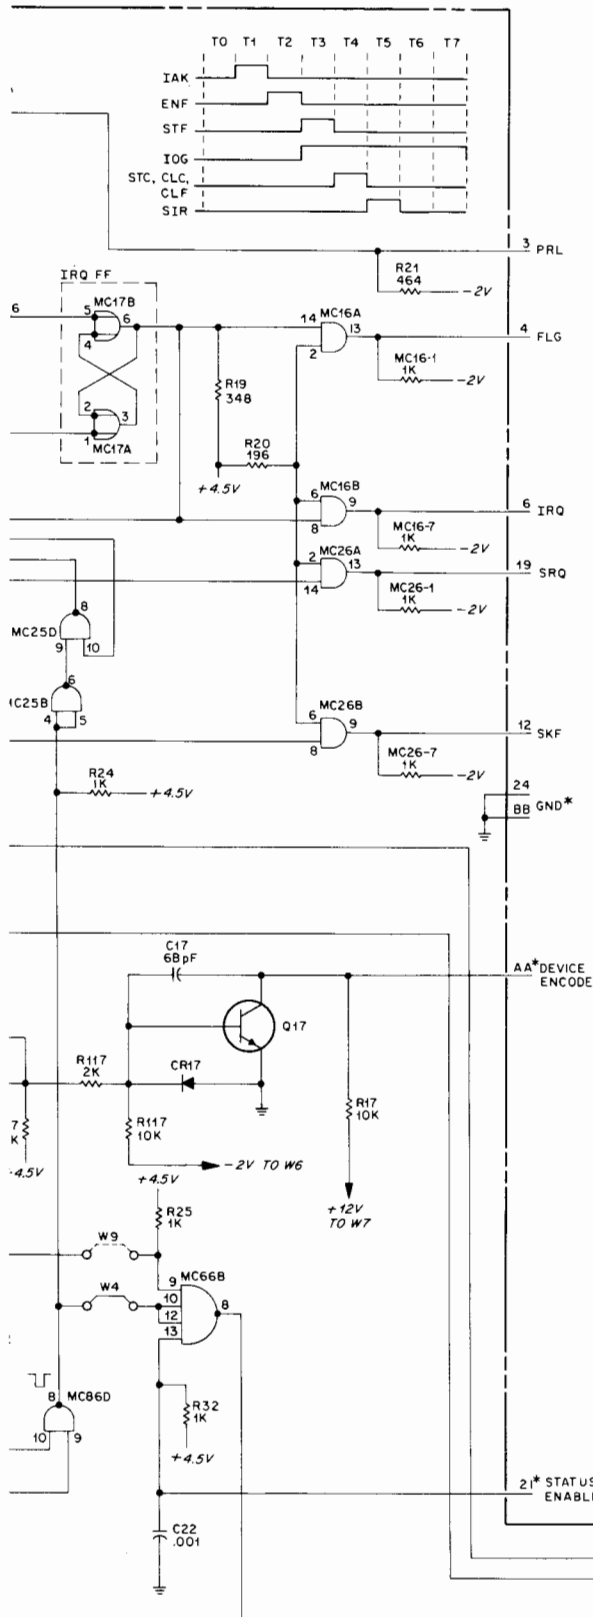 T0 T1 T2 T3 T4 T5 T6 T7
IAK
ENF
STF
IOG
STC, CLC,
CLF
SIR
3 PRL
R21
464
-2V
IRQ FF
MC17B
6
5
6
4
14
MC16A
13
2
4 FLG
MC16-1
1K
-2V
R19
348
2
3
1
MC17A
R20
196
+4.5V
6
MC16B
9
8
6 IRQ
MC16-7
1K
-2V
MC26A
2
13
14
19 SRQ
MC26-1
1K
-2V
8
MC25D
9
10
6
4
5
MC26B
6
9
8
12 SKF
MC26-7
1K
-2V
R24
1K
+4.5V
24
BB
GND*
C17
68pF
AA* DEVICE
Q17
R117
2K
CR17
R117
10K
R17
10K
-2V TO W6
+4.5V
+12V
TO W7
R25
1K
W9
MC66B
9
10
12
13
8
W4
8
MC86D
10
9
R32
1K
+4.5V
21* STATUS
C22
.001